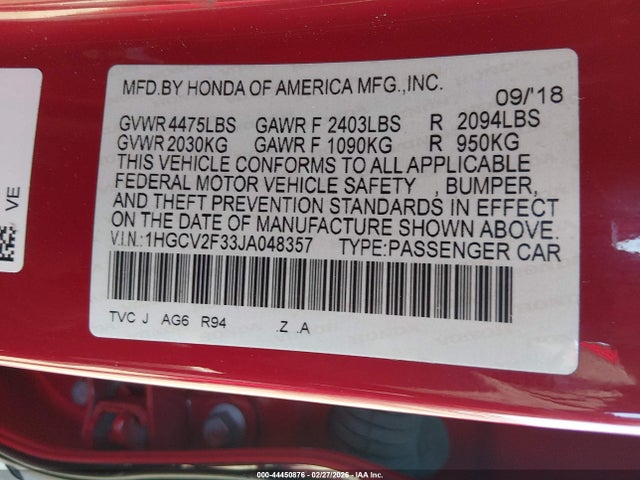 MFD.BY HONDA OF AMERICA MFG.,INC.
09/'18
GVWR 4475LBS GAWR F 2403LBS R 2094LBS
GVWR 2030KG GAWR F 1090KG R 950KG
THIS VEHICLE CONFORMS TO ALL APPLICABLE
FEDERAL MOTOR VEHICLE SAFETY , BUMPER,
AND THEFT PREVENTION STANDARDS IN EFFECT
ON THE DATE OF MANUFACTURE SHOWN ABOVE.
V.I.N.:1HGCV2F33JA048357 TYPE:PASSENGER CAR
TVC J AG6 R94 .Z .A
VE
000-44450876 - 02/27/2026 - IAA Inc.